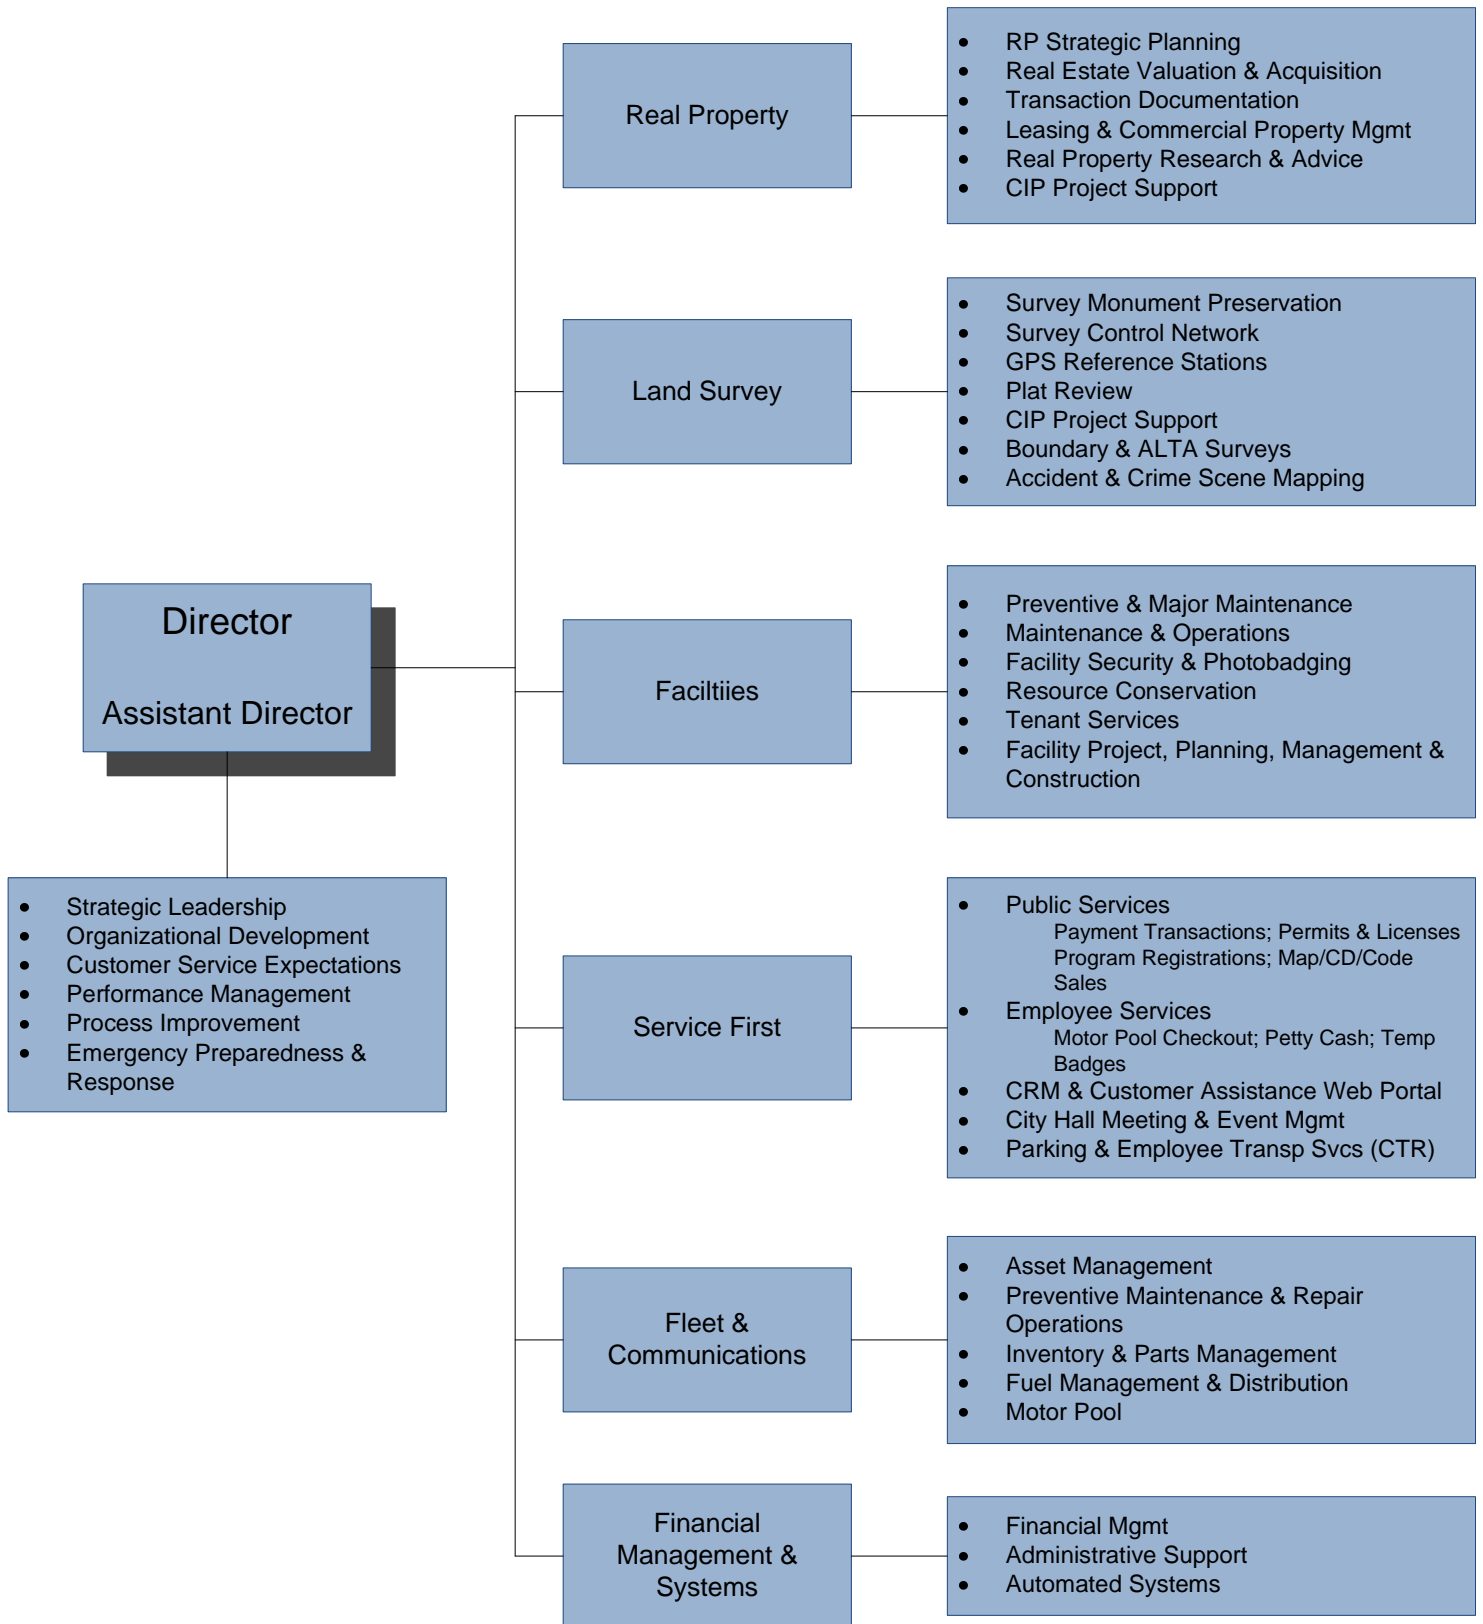 Real Property
• RP Strategic Planning
• Real Estate Valuation & Acquisition
• Transaction Documentation
• Leasing & Commercial Property Mgmt
• Real Property Research & Advice
• CIP Project Support
Land Survey
• Survey Monument Preservation
• Survey Control Network
• GPS Reference Stations
• Plat Review
• CIP Project Support
• Boundary & ALTA Surveys
• Accident & Crime Scene Mapping
Director
Assistant Director
• Strategic Leadership
• Organizational Development
• Customer Service Expectations
• Performance Management
• Process Improvement
• Emergency Preparedness &
Response
Faciltiies
• Preventive & Major Maintenance
• Maintenance & Operations
• Facility Security & Photobadging
• Resource Conservation
• Tenant Services
• Facility Project, Planning, Management &
Construction
Service First
• Public Services
Payment Transactions; Permits & Licenses
Program Registrations; Map/CD/Code
Sales
• Employee Services
Motor Pool Checkout; Petty Cash; Temp
Badges
• CRM & Customer Assistance Web Portal
• City Hall Meeting & Event Mgmt
• Parking & Employee Transp Svcs (CTR)
Fleet &
Communications
• Asset Management
• Preventive Maintenance & Repair
Operations
• Inventory & Parts Management
• Fuel Management & Distribution
• Motor Pool
Financial
Management &
Systems
• Financial Mgmt
• Administrative Support
• Automated Systems